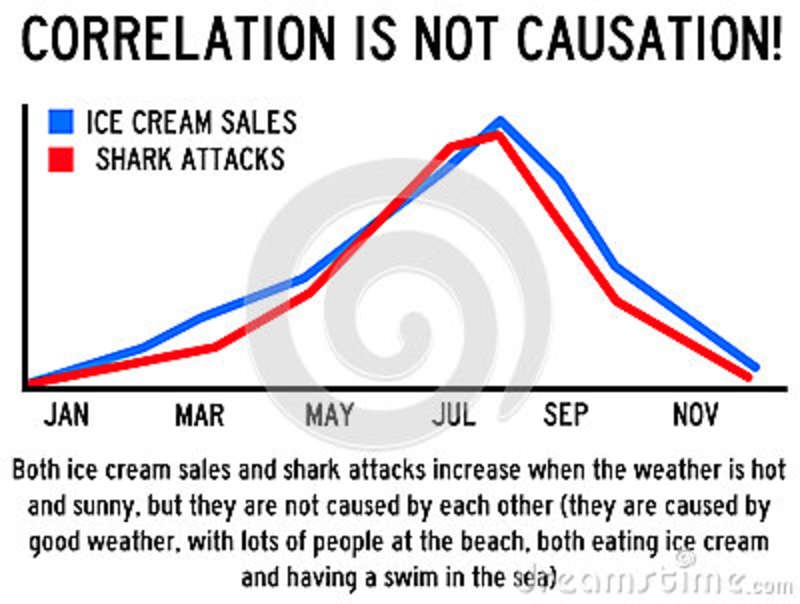 CORRELATION IS NOT CAUSATION!
ICE CREAM SALES
SHARK ATTACKS
JAN MAR MAY JUL SEP NOV
Both ice cream sales and shark attacks increase when the weather is hot
and sunny, but they are not caused by each other (they are caused by
good weather, with lots of people at the beach, both eating ice cream
and having a swim in the sea)
dreamstime.com